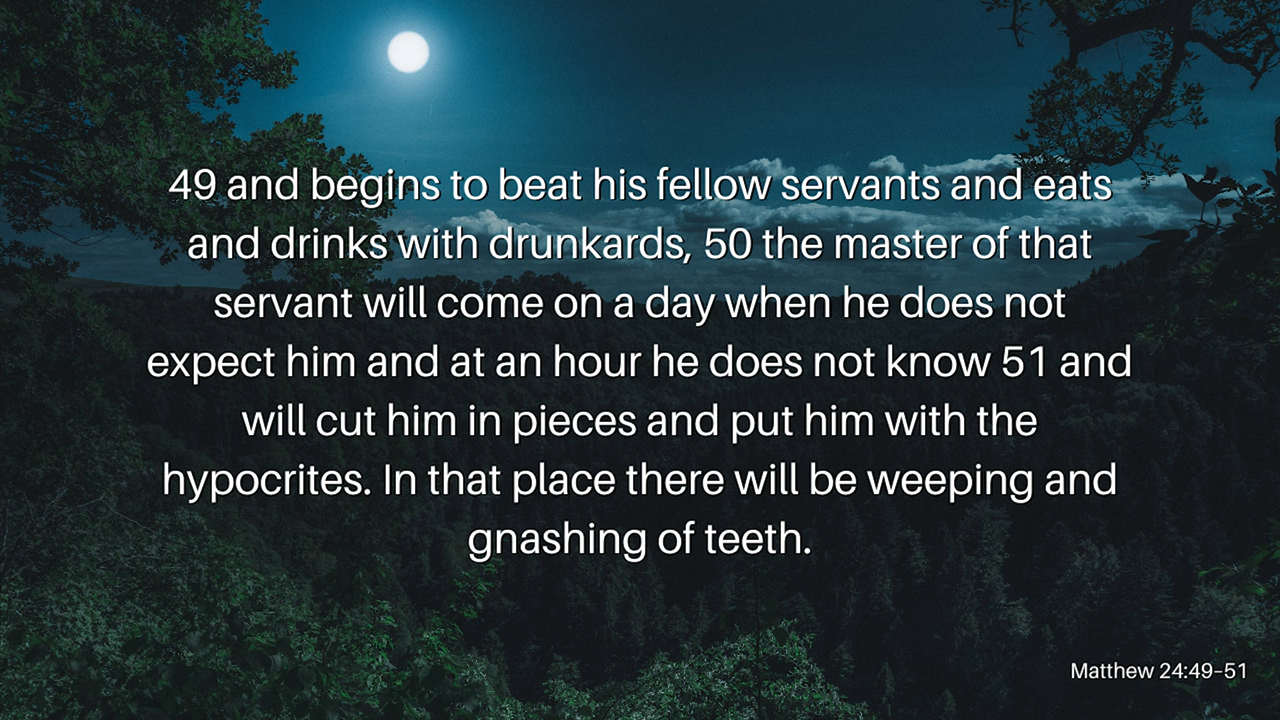 49 and begins to beat his fellow servants and eats
and drinks with drunkards, 50 the master of that
servant will come on a day when he does not
expect him and at an hour he does not know 51 and
will cut him in pieces and put him with the
hypocrites. In that place there will be weeping and
gnashing of teeth.
Matthew 24:49–51